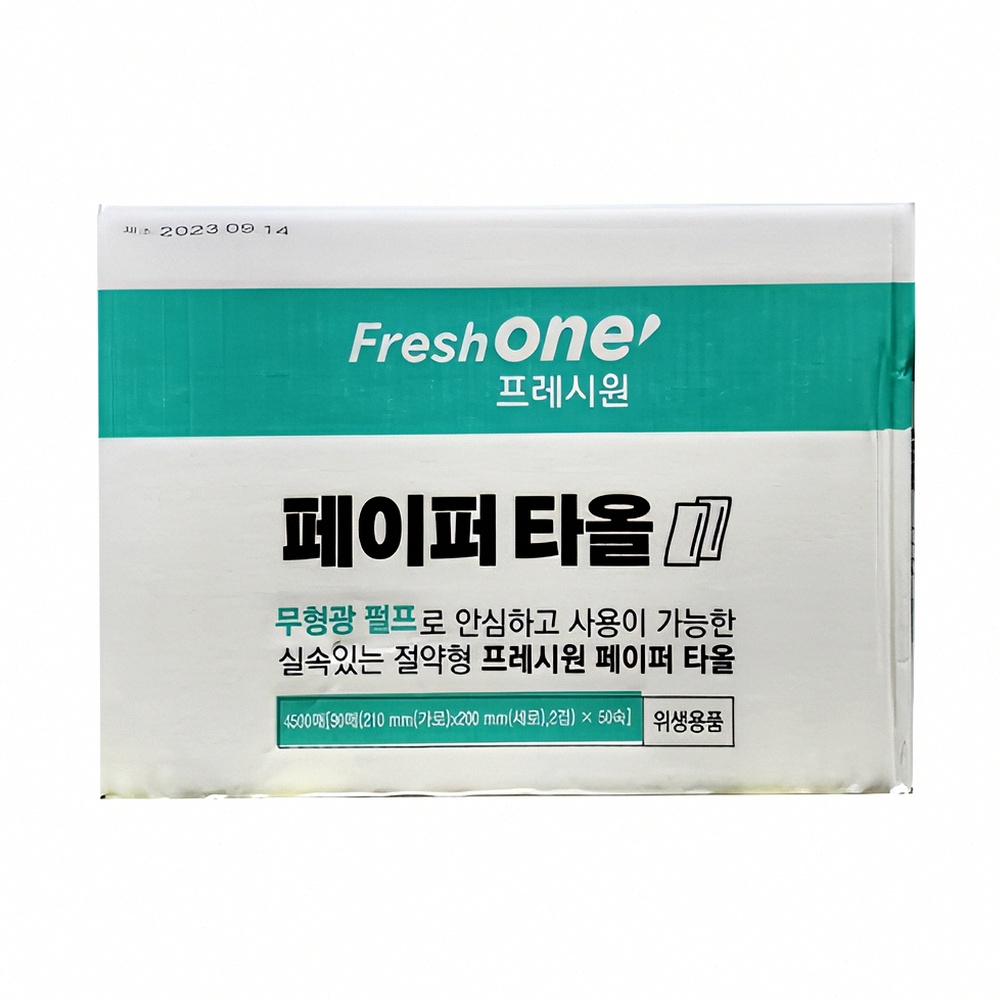 제조 2023 09 14
Fresh one
프레시원
페이퍼 타올
무형광 펄프로 안심하고 사용이 가능한
실속있는 절약형 프레시원 페이퍼 타올
4500매[90매(210 mm(가로)x200 mm(세로),2겹) × 50속]
위생용품